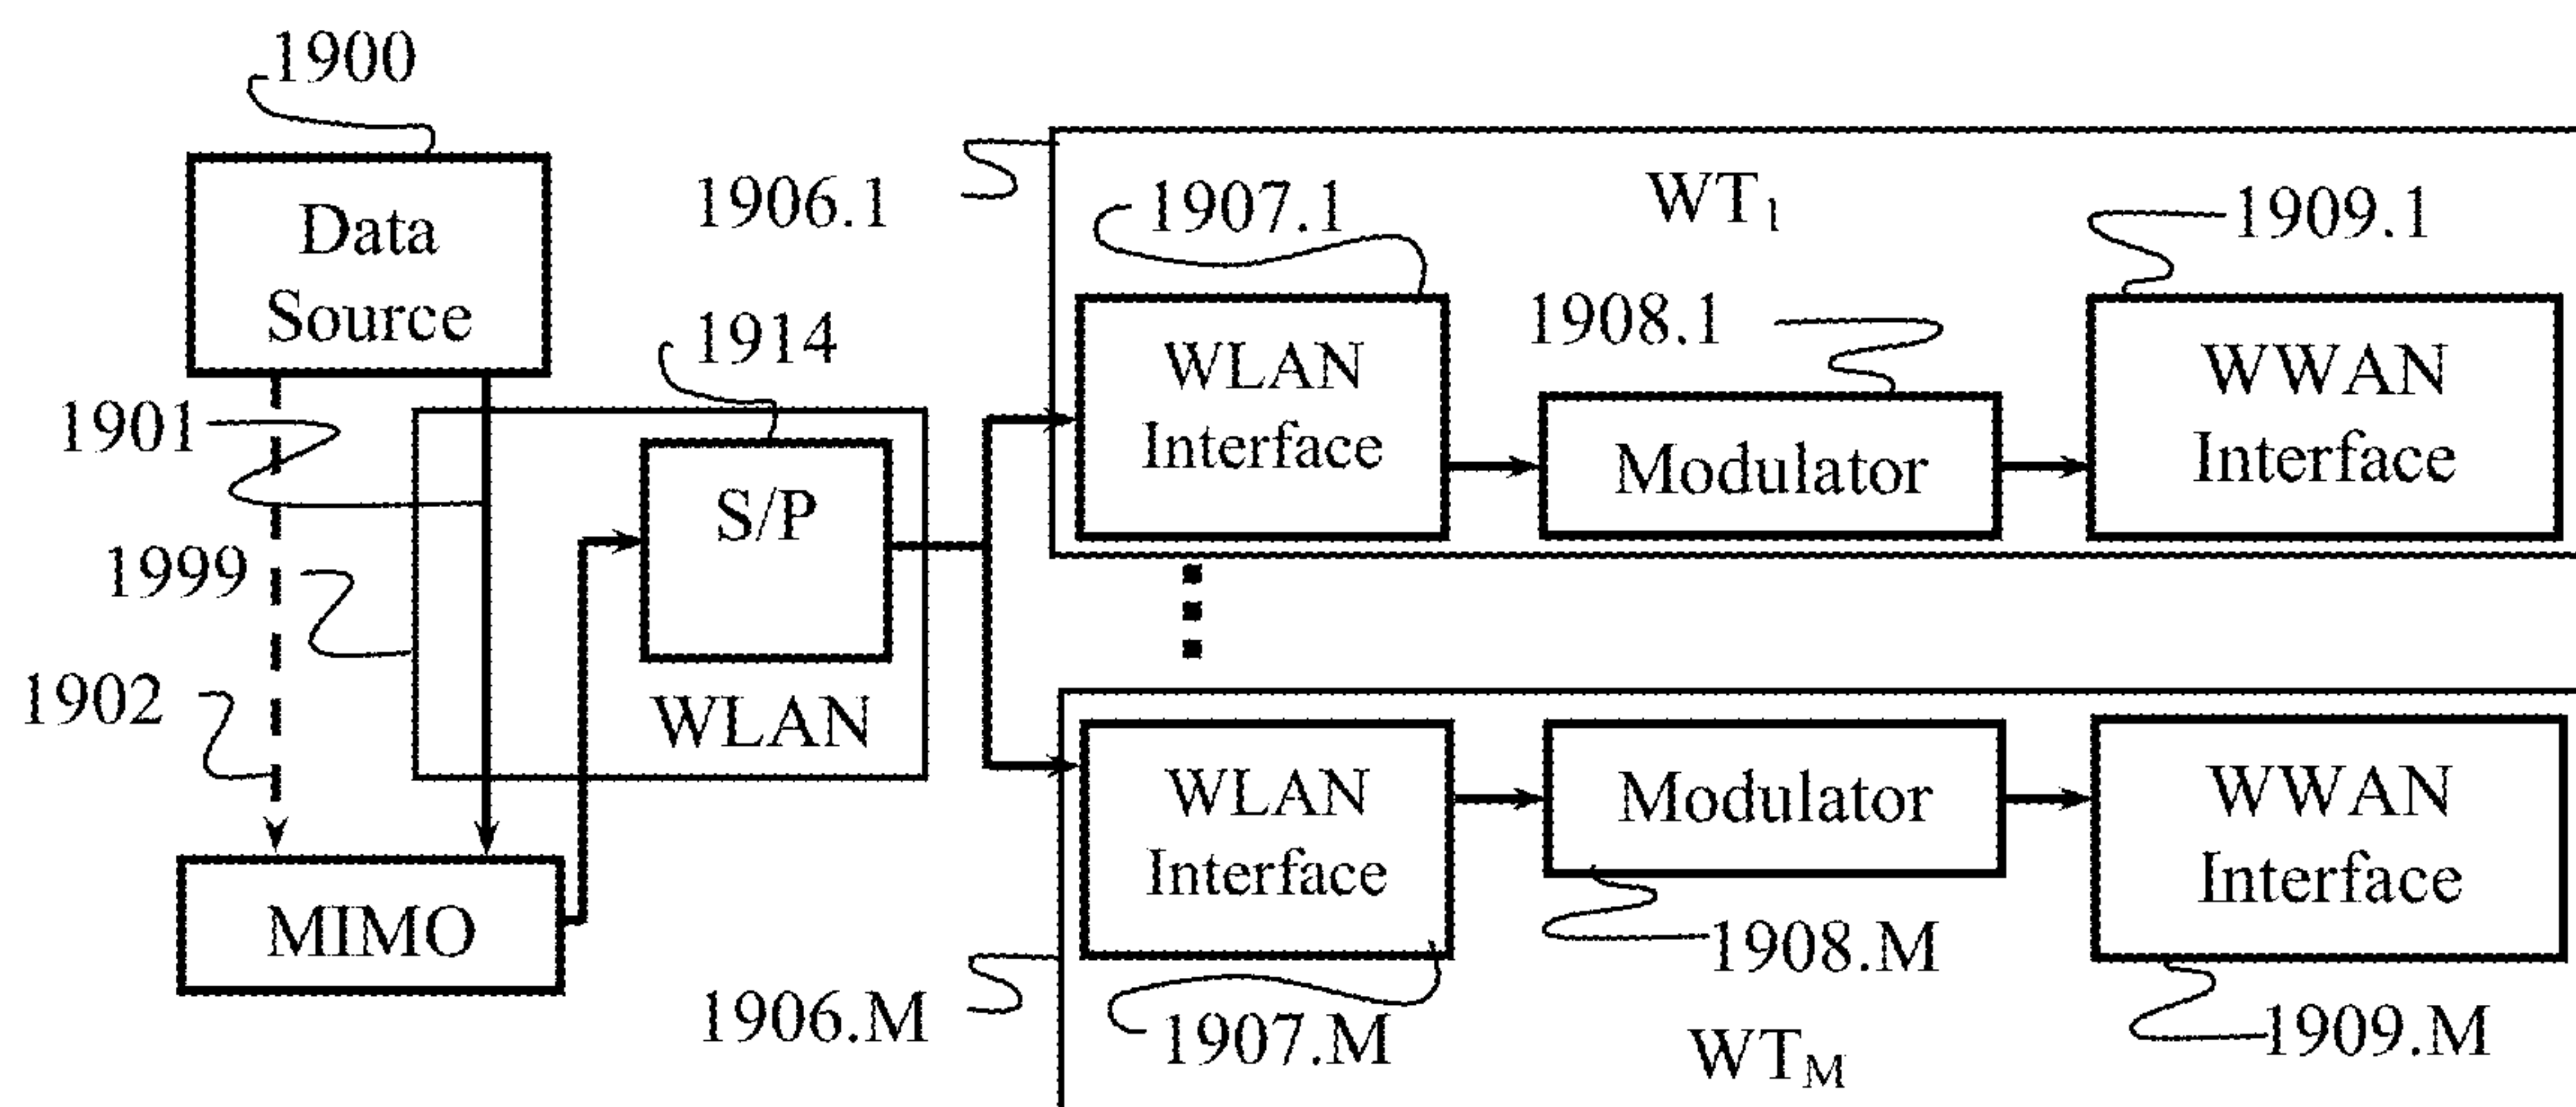 1900
Data
Source
1901
1999
1902
MIMO
1914
S/P
WLAN
1906.1
1907.1
WT1
1909.1
1908.1
WLAN
Interface
Modulator
WWAN
Interface
WLAN
Interface
Modulator
WWAN
Interface
1906.M
1907.M
1908.M
WTM
1909.M